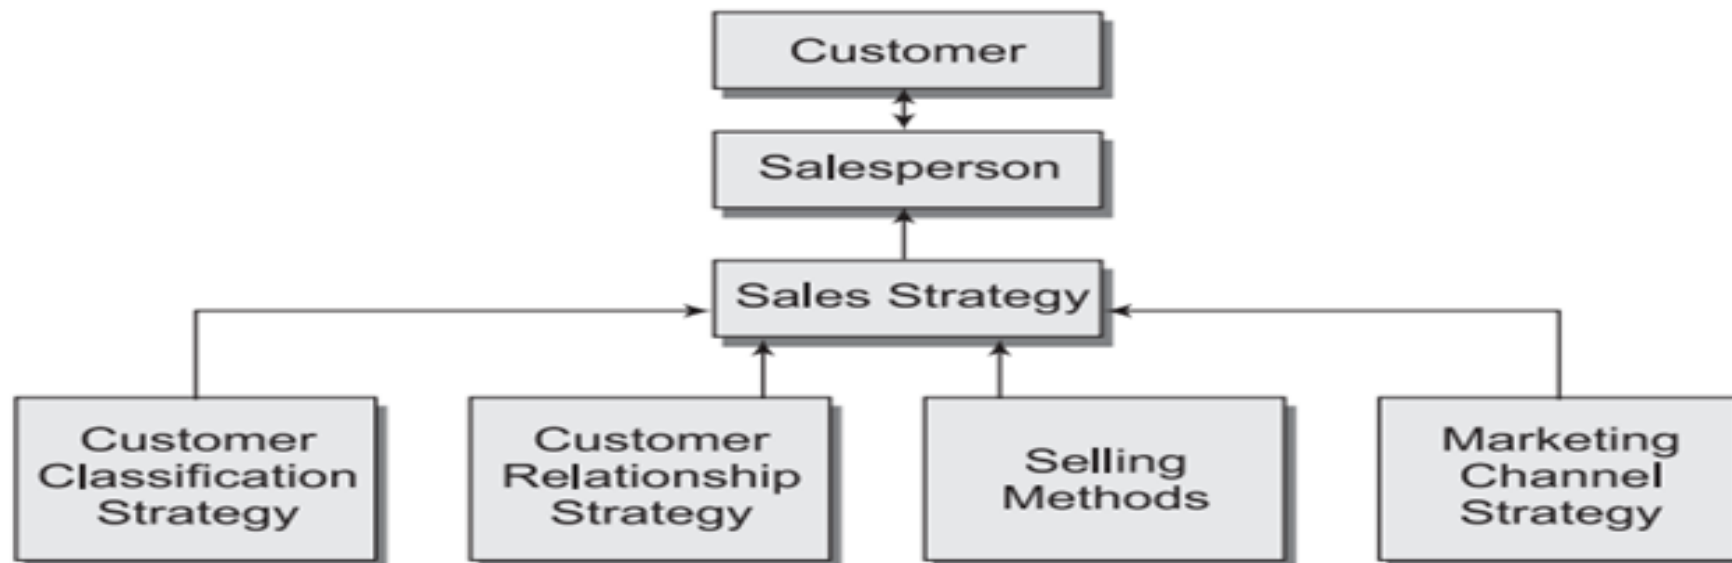 Customer
Salesperson
Sales Strategy
Customer
Classification
Strategy
Customer
Relationship
Strategy
Selling
Methods
Marketing
Channel
Strategy